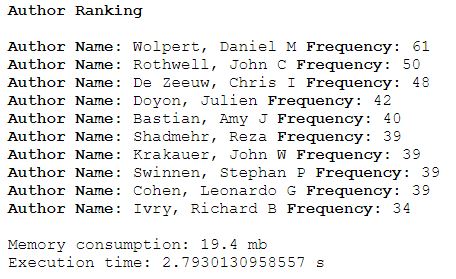 Author Ranking
Author Name: Wolpert, Daniel M Frequency: 61
Author Name: Rothwell, John C Frequency: 50
Author Name: De Zeeuw, Chris I Frequency: 48
Author Name: Doyon, Julien Frequency: 42
Author Name: Bastian, Amy J Frequency: 40
Author Name: Shadmehr, Reza Frequency: 39
Author Name: Krakauer, John W Frequency: 39
Author Name: Swinnen, Stephan P Frequency: 39
Author Name: Cohen, Leonardo G Frequency: 39
Author Name: Ivry, Richard B Frequency: 34
Memory consumption: 19.4 mb
Execution time: 2.7930130958557 s